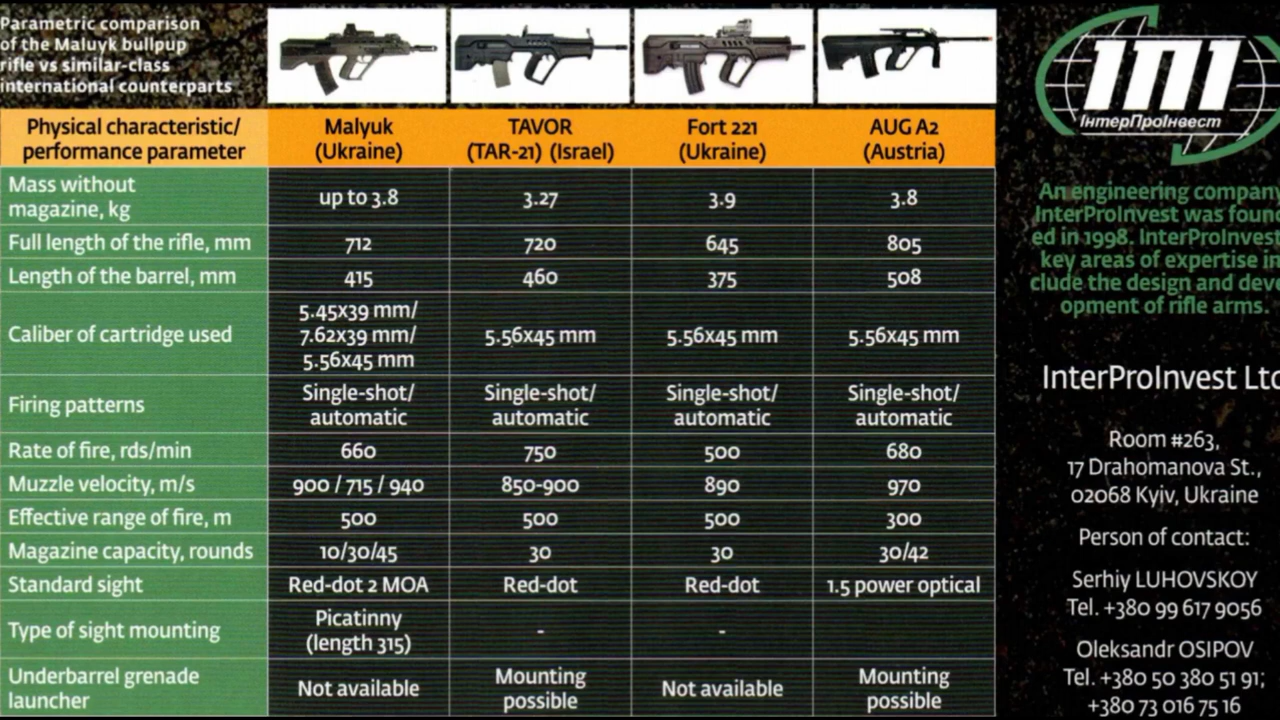 Parametric comparison
of the Maluyk bullpup
rifle vs similar-class
international counterparts
Physical characteristic/
performance parameter
Malyuk
(Ukraine)
TAVOR
(TAR-21) (Israel)
Fort 221
(Ukraine)
AUG A2
(Austria)
Mass without
magazine, kg
up to 3.8
3.27
3.9
3.8
Full length of the rifle, mm
712
720
645
805
Length of the barrel, mm
415
460
375
508
Caliber of cartridge used
5.45x39 mm/
7.62x39 mm/
5.56x45 mm
5.56x45 mm
5.56x45 mm
5.56x45 mm
Firing patterns
Single-shot/
automatic
Single-shot/
automatic
Single-shot/
automatic
Single-shot/
automatic
Rate of fire, rds/min
660
750
500
680
Muzzle velocity, m/s
900 / 715 / 940
850-900
890
970
Effective range of fire, m
500
500
500
300
Magazine capacity, rounds
10/30/45
30
30
30/42
Standard sight
Red-dot 2 MOA
Red-dot
Red-dot
1.5 power optical
Type of sight mounting
Picatinny
(length 315)
-
-
Underbarrel grenade
launcher
Not available
Mounting
possible
Not available
Mounting
possible
ІПІ
ІнтерПроІнвест
An engineering company
InterProInvest was found-
ed in 1998. InterProInvest
key areas of expertise in-
clude the design and deve
opment of rifle arms.
InterProInvest Ltd
Room #263,
17 Drahomanova St.,
02068 Kyiv, Ukraine
Person of contact:
Serhiy LUHOVSKOY
Tel. +380 99 617 9056
Oleksandr OSIPOV
Tel. +380 50 380 51 91;
+380 73 016 75 16